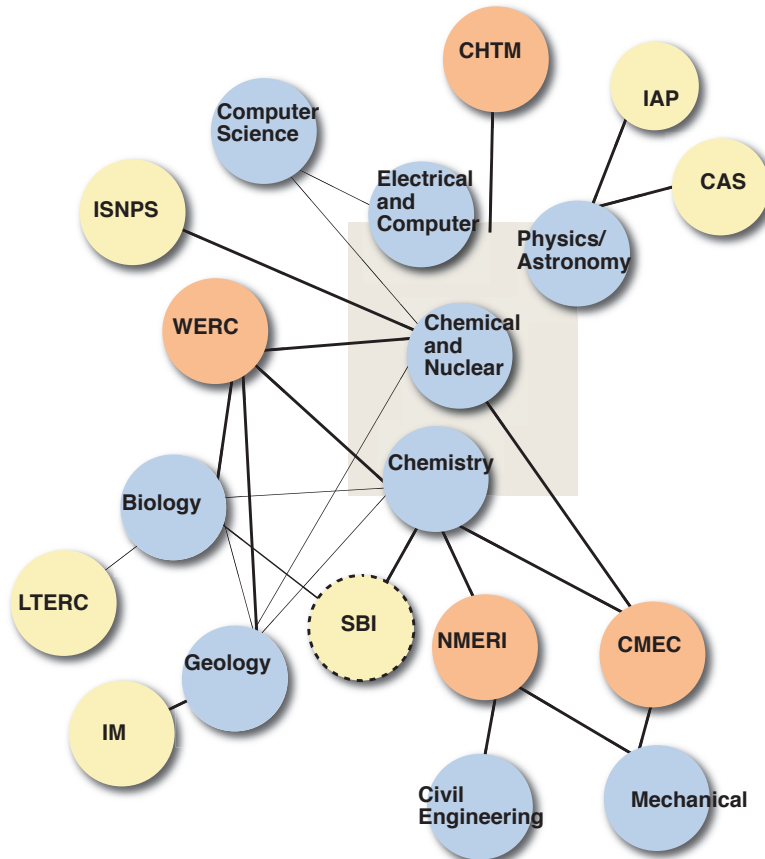 CHTM
IAP
Computer
Science
CAS
Electrical
and
Computer
ISNPS
Physics/
Astronomy
WERC
Chemical
and
Nuclear
Chemistry
Biology
LTERC
SBI
NMERI
CMEC
Geology
IM
Civil
Engineering
Mechanical